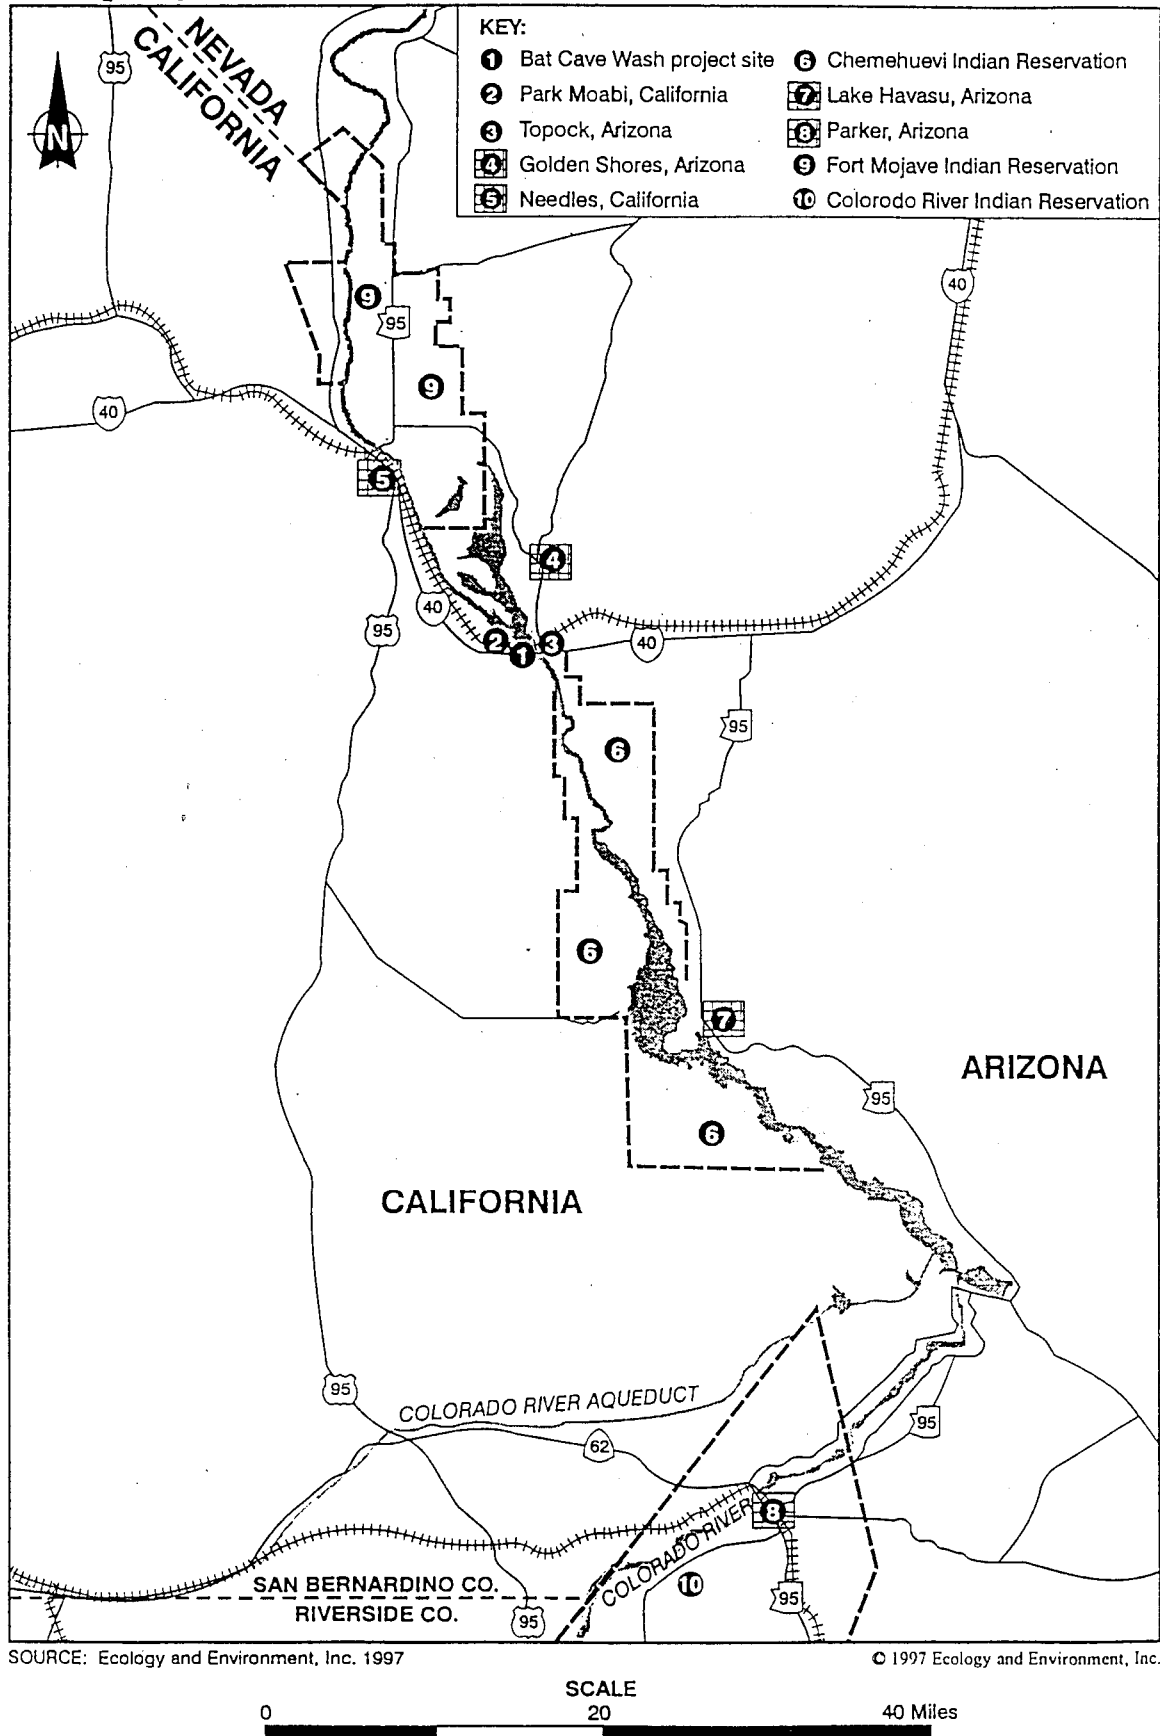 NEVADA
CALIFORNIA
N
KEY:
1 Bat Cave Wash project site
2 Park Moabi, California
3 Topock, Arizona
4 Golden Shores, Arizona
5 Needles, California
6 Chemehuevi Indian Reservation
7 Lake Havasu, Arizona
8 Parker, Arizona
9 Fort Mojave Indian Reservation
10 Colorodo River Indian Reservation
95
40
9
95
9
40
5
4
40
95
2
1
3
40
95
6
6
7
ARIZONA
95
6
CALIFORNIA
95
COLORADO RIVER AQUEDUCT
95
62
8
COLORADO RIVER
10
SAN BERNARDINO CO.
RIVERSIDE CO.
95
95
SOURCE: Ecology and Environment, Inc. 1997
© 1997 Ecology and Environment, Inc.
SCALE
0 20 40 Miles